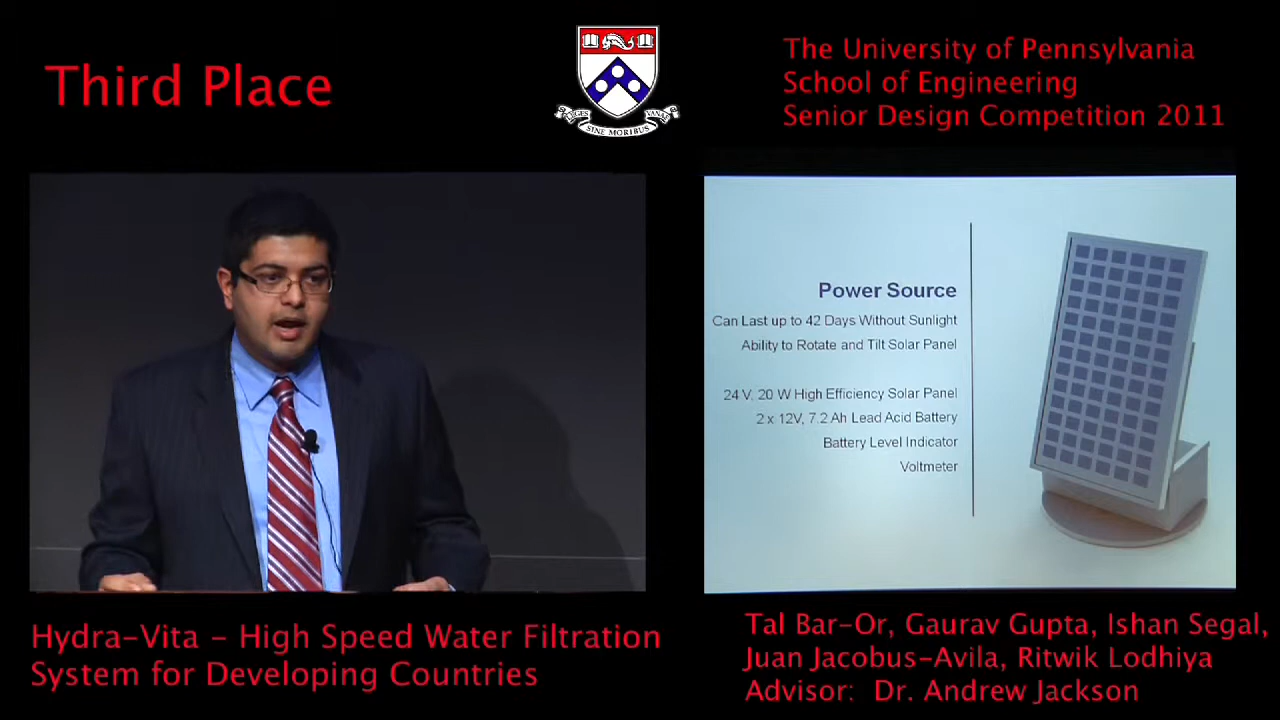 Third Place
SINE MORIBUS
The University of Pennsylvania
School of Engineering
Senior Design Competition 2011
Power Source
Can Last up to 42 Days Without Sunlight
Ability to Rotate and Tilt Solar Panel
24 V, 20 W High Efficiency Solar Panel
2 x 12V, 7.2 Ah Lead Acid Battery
Battery Level Indicator
Voltmeter
Hydra-Vita - High Speed Water Filtration
System for Developing Countries
Tal Bar-Or, Gaurav Gupta, Ishan Segal,
Juan Jacobus-Avila, Ritwik Lodhiya
Advisor: Dr. Andrew Jackson